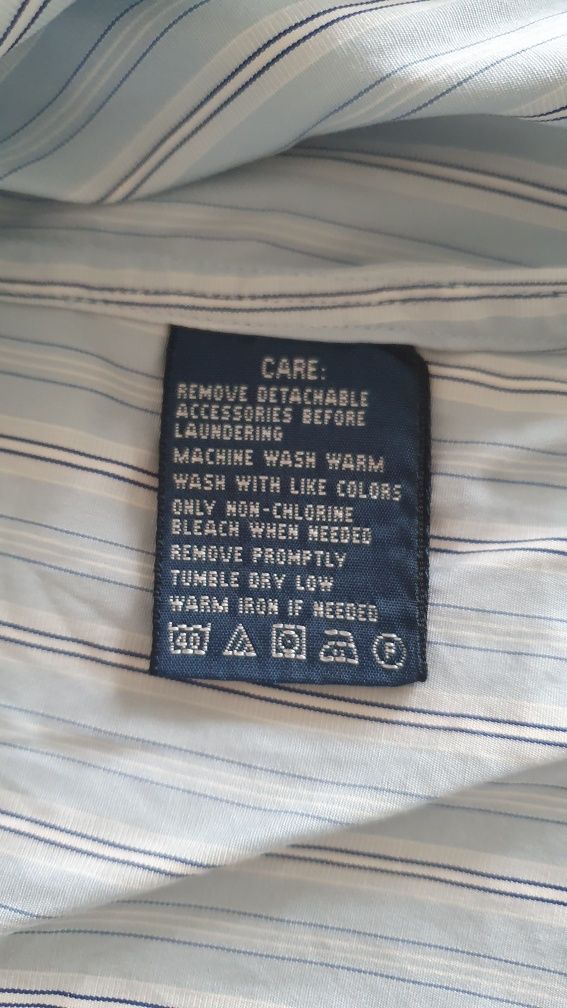 CARE:
REMOVE DETACHABLE
ACCESSORIES BEFORE
LAUNDERING
MACHINE WASH WARM
WASH WITH LIKE COLORS
ONLY NON-CHLORINE
BLEACH WHEN NEEDED
REMOVE PROMPTLY
TUMBLE DRY LOW
WARM IRON IF NEEDED
40 P